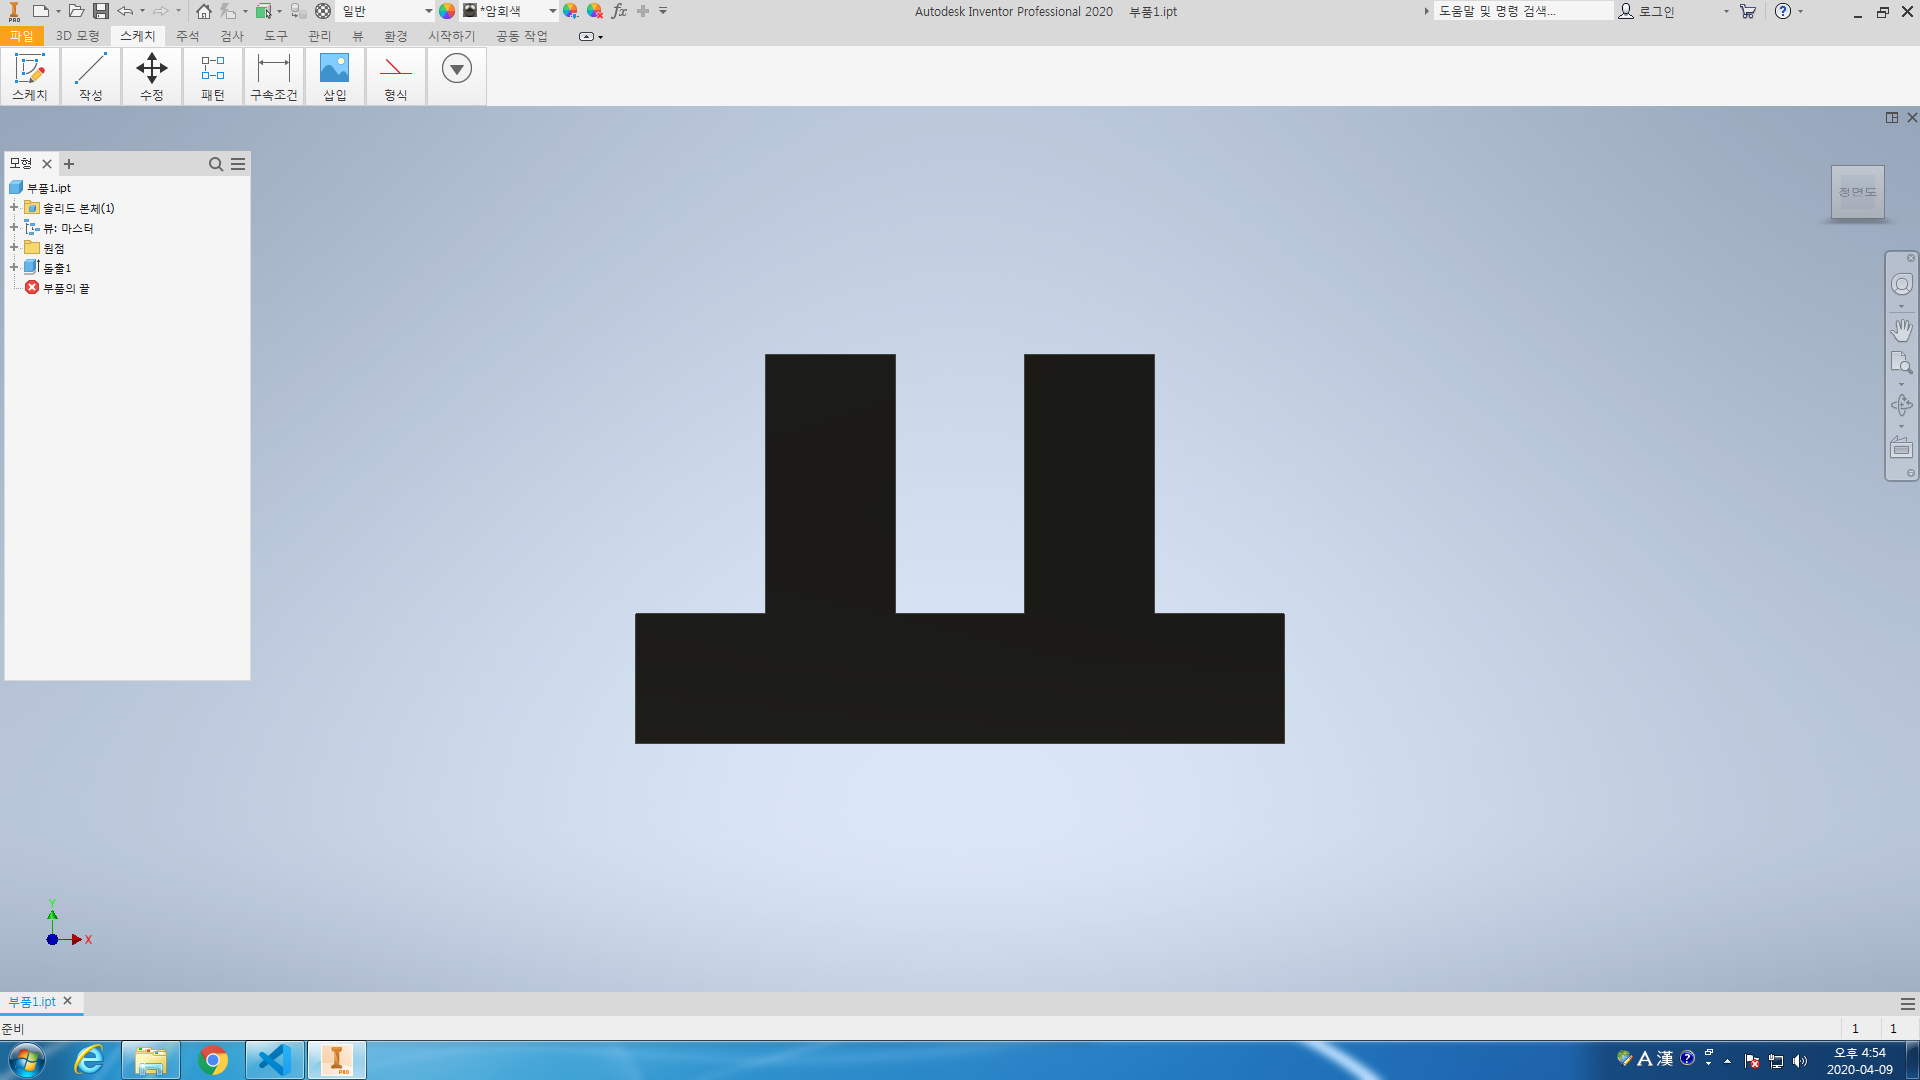 일반
*암회색
Autodesk Inventor Professional 2020 부품1.ipt
도움말 및 명령 검색...
로그인
파일 3D 모형 스케치 주석 검사 도구 관리 뷰 환경 시작하기 공동 작업
스케치 작성 수정 패턴 구속조건 삽입 형식
모형
부품1.ipt
솔리드 본체(1)
뷰: 마스터
원점
돌출1
부품의 끝
정면도
Y
X
부품1.ipt
준비
1 1
A 漢
오후 4:54
2020-04-09